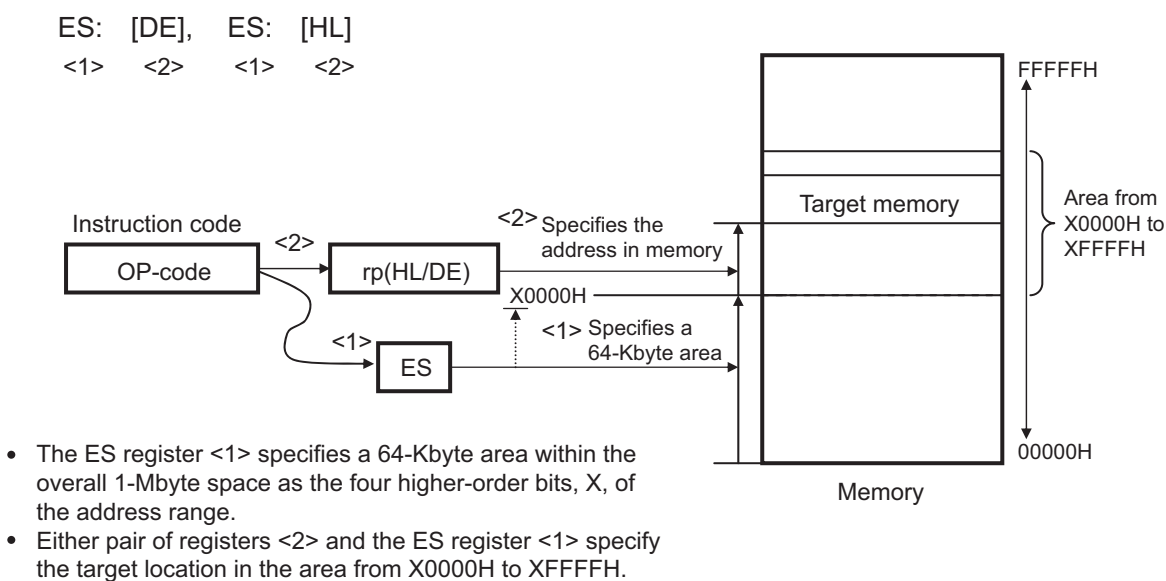 ES: [DE], ES: [HL]
<1> <2> <1> <2>
FFFFFH
Target memory
Area from
X0000H to
XFFFFH
Instruction code
OP-code
<2>
rp(HL/DE)
<2> Specifies the
address in memory
X0000H
<1>
ES
<1> Specifies a
64-Kbyte area
00000H
Memory
• The ES register <1> specifies a 64-Kbyte area within the
overall 1-Mbyte space as the four higher-order bits, X, of
the address range.
• Either pair of registers <2> and the ES register <1> specify
the target location in the area from X0000H to XFFFFH.